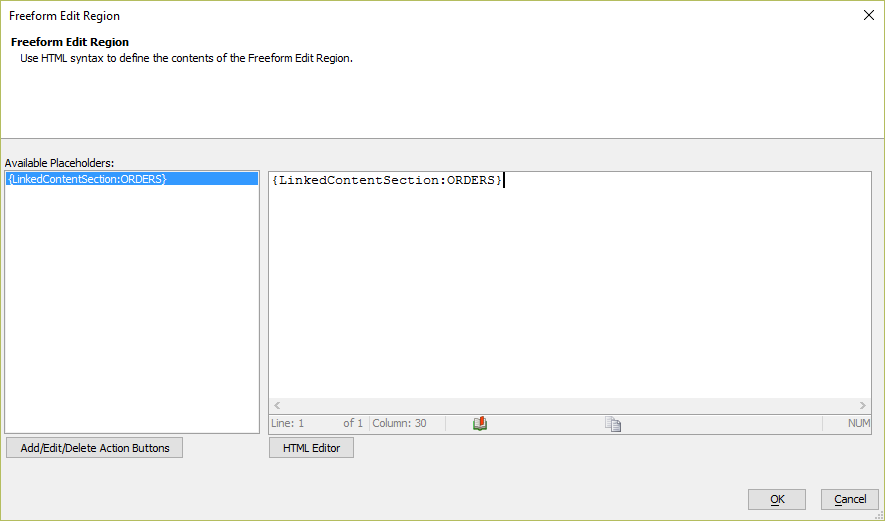 Freeform Edit Region
Freeform Edit Region
Use HTML syntax to define the contents of the Freeform Edit Region.
Available Placeholders:
{LinkedContentSection:ORDERS}
{LinkedContentSection:ORDERS}
Line: 1 of 1 Column: 30 NUM
Add/Edit/Delete Action Buttons HTML Editor
OK Cancel